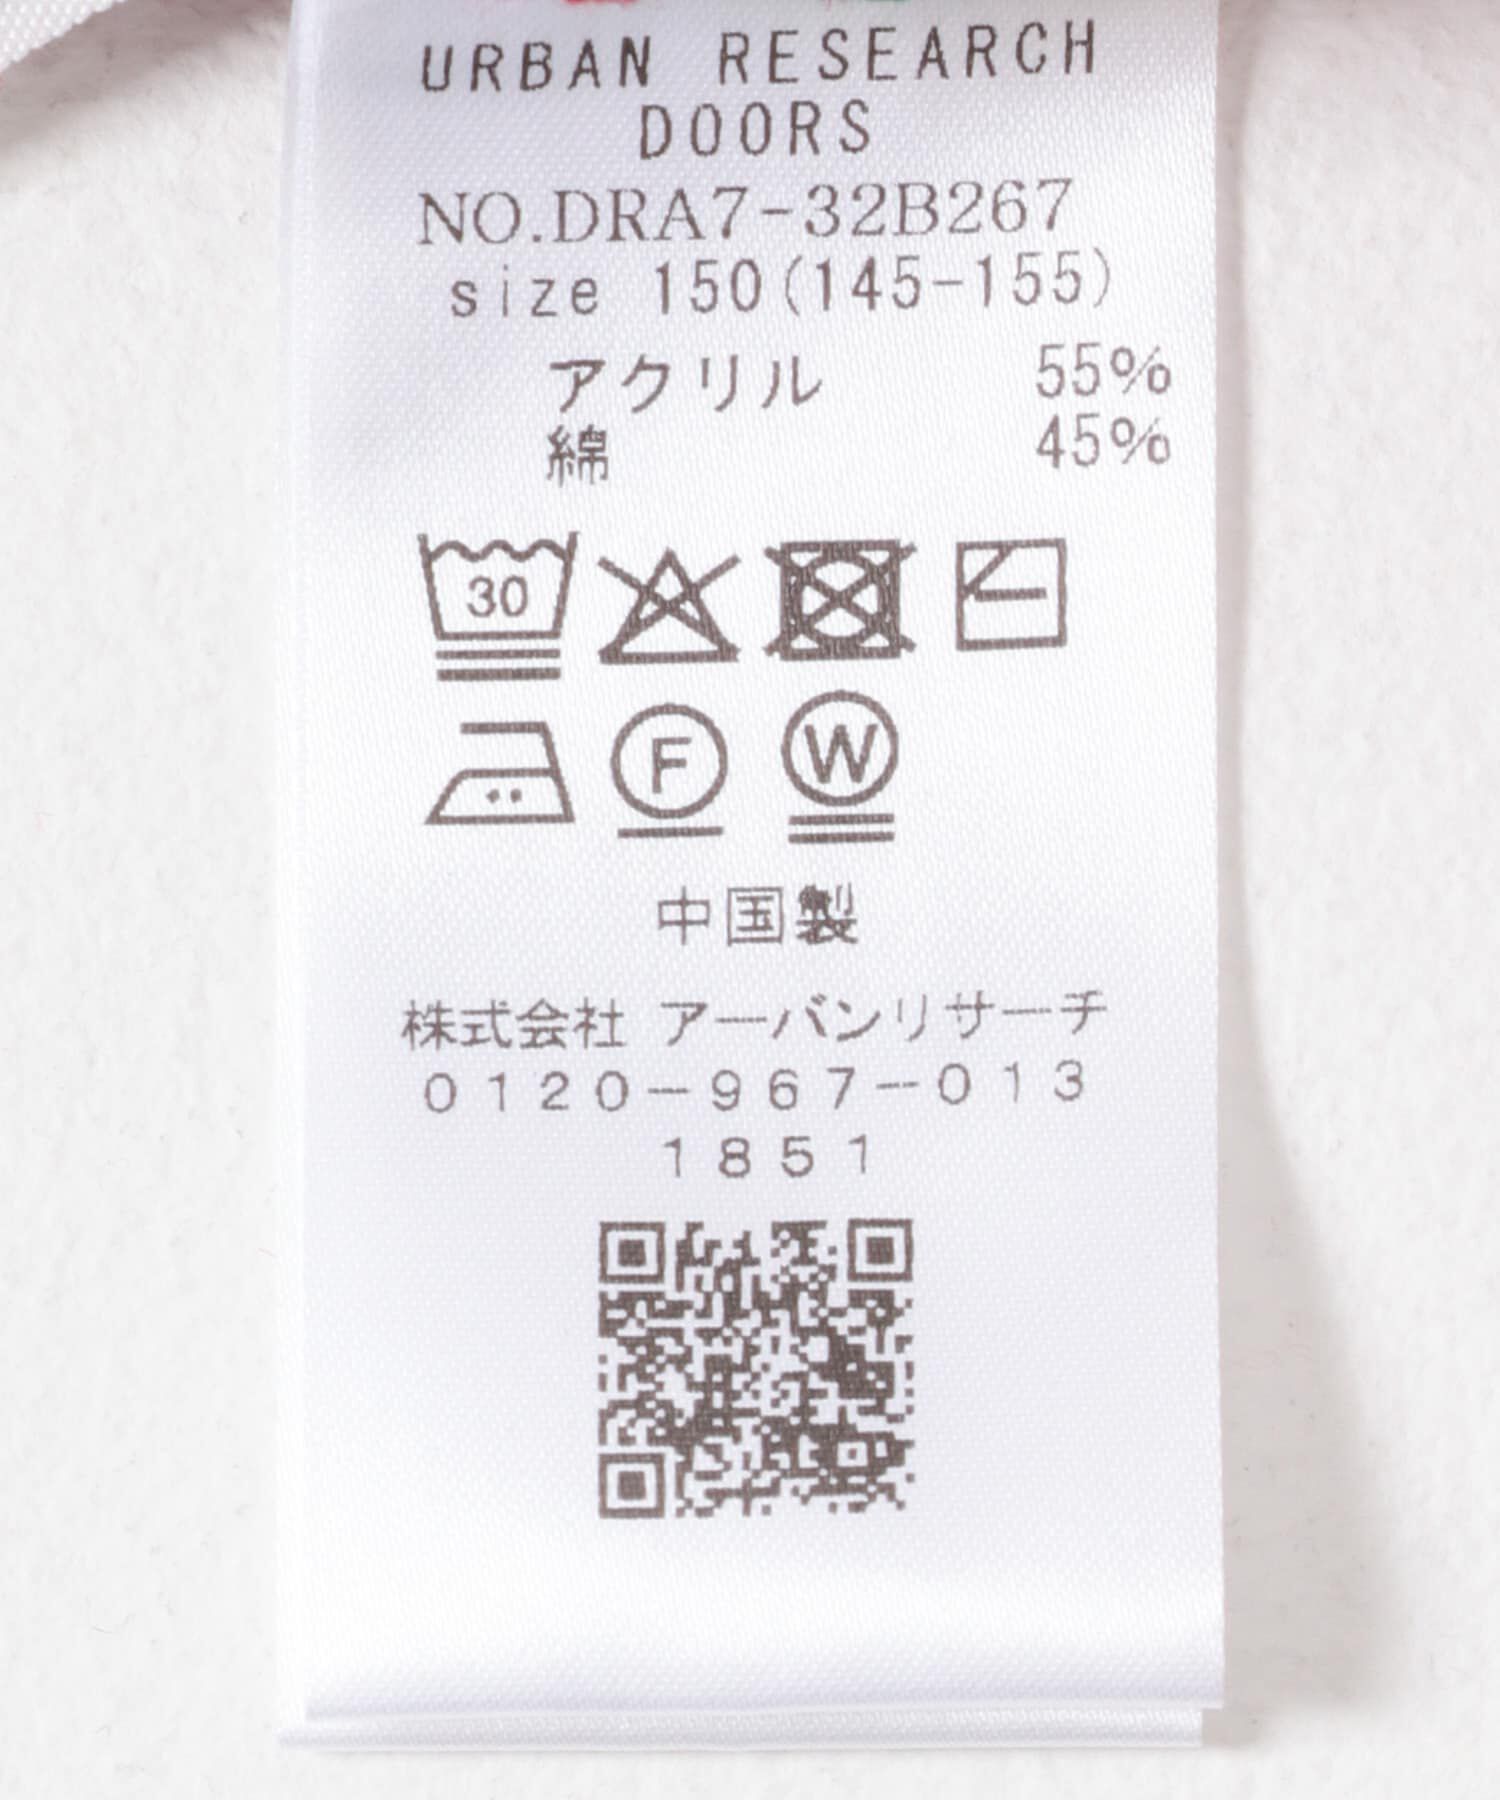 URBAN RESEARCH
DOORS
NO.DRA7-32B267
size 150(145-155)
アクリル 55%
綿 45%
30
F W
中国製
株式会社 アーバンリサーチ
0120-967-013
1851